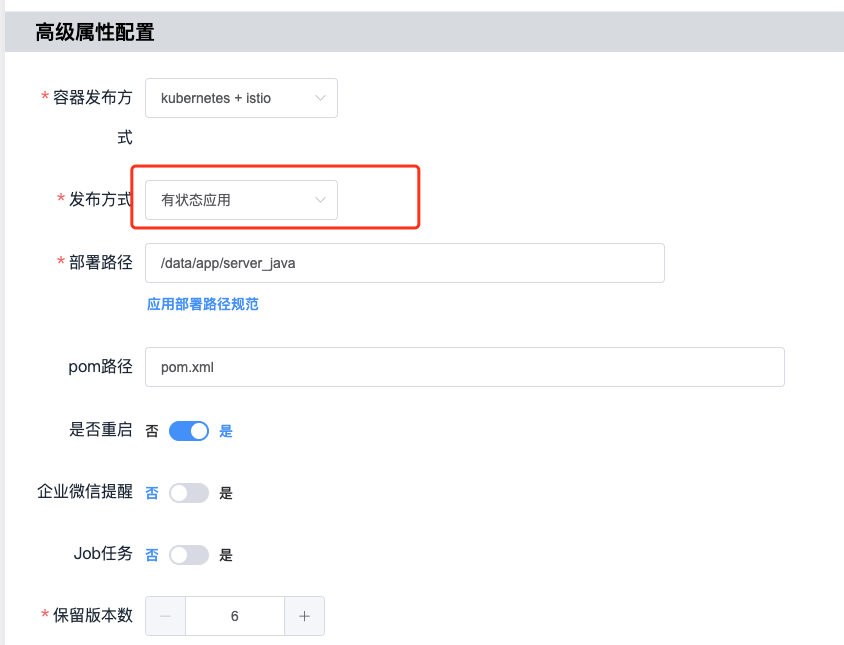 高级属性配置
* 容器发布方式 kubernetes + istio
* 发布方式 有状态应用
* 部署路径 /data/app/server_java
应用部署路径规范
pom路径 pom.xml
是否重启 否 是
企业微信提醒 否 是
Job任务 否 是
* 保留版本数 − 6 +